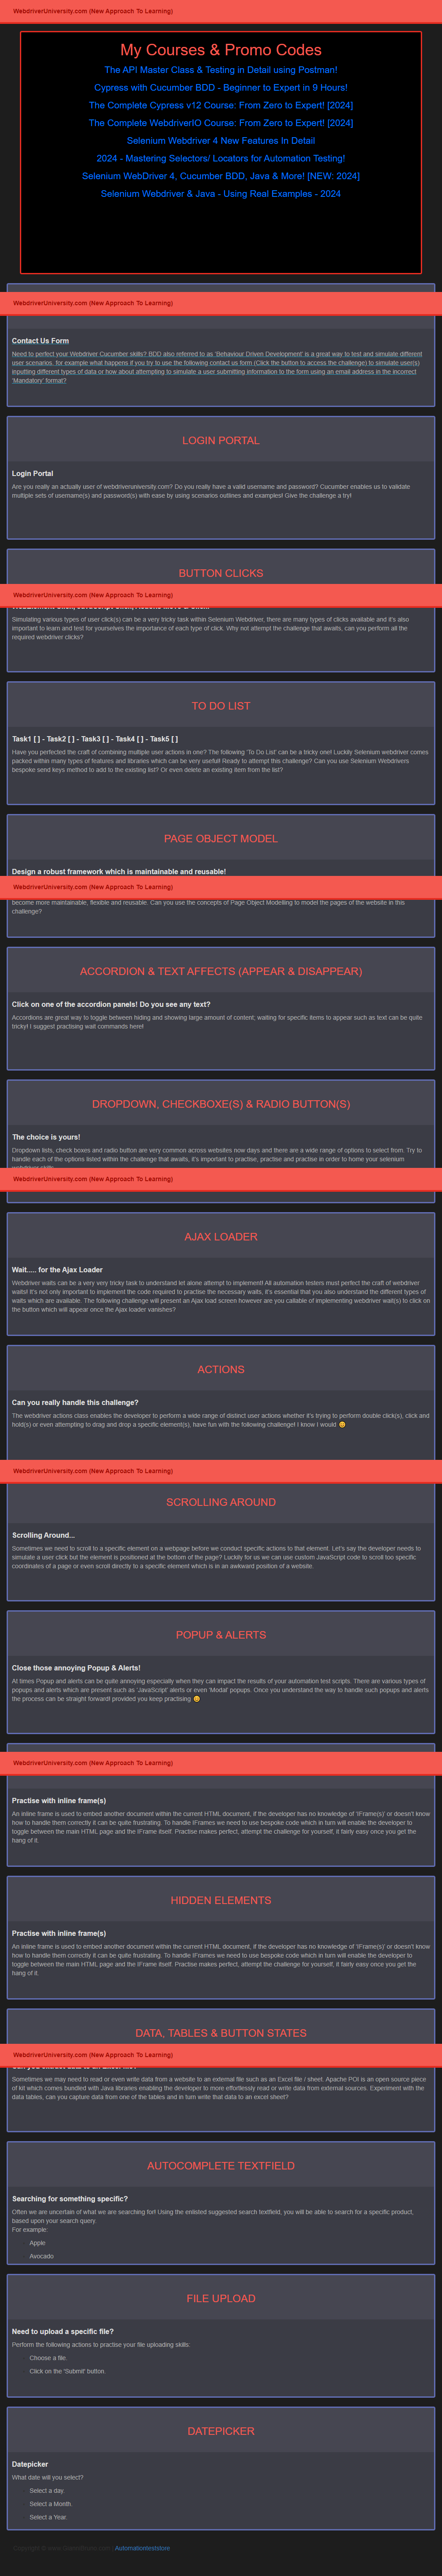 WebdriverUniversity.com (New Approach To Learning)
My Courses & Promo Codes
The API Master Class & Testing in Detail using Postman!
Cypress with Cucumber BDD - Beginner to Expert in 9 Hours!
The Complete Cypress v12 Course: From Zero to Expert! [2024]
The Complete WebdriverIO Course: From Zero to Expert! [2024]
Selenium Webdriver 4 New Features In Detail
2024 - Mastering Selectors/ Locators for Automation Testing!
Selenium WebDriver 4, Cucumber BDD, Java & More! [NEW: 2024]
Selenium Webdriver & Java - Using Real Examples - 2024
WebdriverUniversity.com (New Approach To Learning)
Contact Us Form
Need to perfect your Webdriver Cucumber skills? BDD also referred to as 'Behaviour Driven Development' is a great way to test and simulate different
user scenarios, for example what happens if you try to use the following contact us form (Click the button to access the challenge) to simulate user(s)
inputting different types of data or how about attempting to simulate a user submitting information to the form using an email address in the incorrect
'Mandatory' format?
LOGIN PORTAL
Login Portal
Are you really an actually user of webdriveruniversity.com? Do you really have a valid username and password? Cucumber enables us to validate
multiple sets of username(s) and password(s) with ease by using scenarios outlines and examples! Give the challenge a try!
BUTTON CLICKS
WebdriverUniversity.com (New Approach To Learning)
Simulating various types of user click(s) can be a very tricky task within Selenium Webdriver, there are many types of clicks available and it's also
important to learn and test for yourselves the importance of each type of click. Why not attempt the challenge that awaits, can you perform all the
required webdriver clicks?
TO DO LIST
Task1 [ ] - Task2 [ ] - Task3 [ ] - Task4 [ ] - Task5 [ ]
Have you perfected the craft of combining multiple user actions in one? The following 'To Do List' can be a tricky one! Luckily Selenium webdriver comes
packed within many types of features and libraries which can be very useful! Ready to attempt this challenge? Can you use Selenium Webdrivers
bespoke send keys method to add to the existing list? Or even delete an existing item from the list?
PAGE OBJECT MODEL
Design a robust framework which is maintainable and reusable!
WebdriverUniversity.com (New Approach To Learning)
become more maintainable, flexible and reusable. Can you use the concepts of Page Object Modelling to model the pages of the website in this
challenge?
ACCORDION & TEXT AFFECTS (APPEAR & DISAPPEAR)
Click on one of the accordion panels! Do you see any text?
Accordions are great way to toggle between hiding and showing large amount of content; waiting for specific items to appear such as text can be quite
tricky! I suggest practising wait commands here!
DROPDOWN, CHECKBOXE(S) & RADIO BUTTON(S)
The choice is yours!
Dropdown lists, check boxes and radio button are very common across websites now days and there are a wide range of options to select from. Try to
handle each of the options listed within the challenge that awaits, it's important to practise, practise and practise in order to home your selenium
WebdriverUniversity.com (New Approach To Learning)
AJAX LOADER
Wait..... for the Ajax Loader
Webdriver waits can be a very very tricky task to understand let alone attempt to implement! All automation testers must perfect the craft of webdriver
waits! It's not only important to implement the code required to practise the necessary waits, it's essential that you also understand the different types of
waits which are available. The following challenge will present an Ajax load screen however are you callable of implementing webdriver wait(s) to click on
the button which will appear once the Ajax loader vanishes?
ACTIONS
Can you really handle this challenge?
The webdriver actions class enables the developer to perform a wide range of distinct user actions whether it's trying to perform double click(s), click and
hold(s) or even attempting to drag and drop a specific element(s), have fun with the following challenge! I know I would 😀
WebdriverUniversity.com (New Approach To Learning)
SCROLLING AROUND
Scrolling Around...
Sometimes we need to scroll to a specific element on a webpage before we conduct specific actions to that element. Let's say the developer needs to
simulate a user click but the element is positioned at the bottom of the page? Luckily for us we can use custom JavaScript code to scroll too specific
coordinates of a page or even scroll directly to a specific element which is in an awkward position of a website.
POPUP & ALERTS
Close those annoying Popup & Alerts!
At times Popup and alerts can be quite annoying especially when they can impact the results of your automation test scripts. There are various types of
popups and alerts which are present such as 'JavaScript' alerts or even 'Modal' popups. Once you understand the way to handle such popups and alerts
the process can be straight forward! provided you keep practising 😀
WebdriverUniversity.com (New Approach To Learning)
Practise with inline frame(s)
An inline frame is used to embed another document within the current HTML document, if the developer has no knowledge of 'IFrame(s)' or doesn't know
how to handle them correctly it can be quite frustrating. To handle IFrames we need to use bespoke code which in turn will enable the developer to
toggle between the main HTML page and the IFrame itself. Practise makes perfect, attempt the challenge for yourself, it fairly easy once you get the
hang of it.
HIDDEN ELEMENTS
Practise with inline frame(s)
An inline frame is used to embed another document within the current HTML document, if the developer has no knowledge of 'IFrame(s)' or doesn't know
how to handle them correctly it can be quite frustrating. To handle IFrames we need to use bespoke code which in turn will enable the developer to
toggle between the main HTML page and the IFrame itself. Practise makes perfect, attempt the challenge for yourself, it fairly easy once you get the
hang of it.
DATA, TABLES & BUTTON STATES
WebdriverUniversity.com (New Approach To Learning)
Sometimes we may need to read or even write data from a website to an external file such as an Excel file / sheet. Apache POI is an open source piece
of kit which comes bundled with Java libraries enabling the developer to more effortlessly read or write data from external sources. Experiment with the
data tables, can you capture data from one of the tables and in turn write that data to an excel sheet?
AUTOCOMPLETE TEXTFIELD
Searching for something specific?
Often we are uncertain of what we are searching for! Using the enlisted suggested search textfield, you will be able to search for a specific product,
based upon your search query
For example:
Apple
Avocado
FILE UPLOAD
Need to upload a specific file?
Perform the following actions to practise your file uploading skills:
Choose a file.
Click on the 'Submit' button.
DATEPICKER
Datepicker
What date will you select?
Select a day.
Select a Month.
Select a Year.
Automationteststore